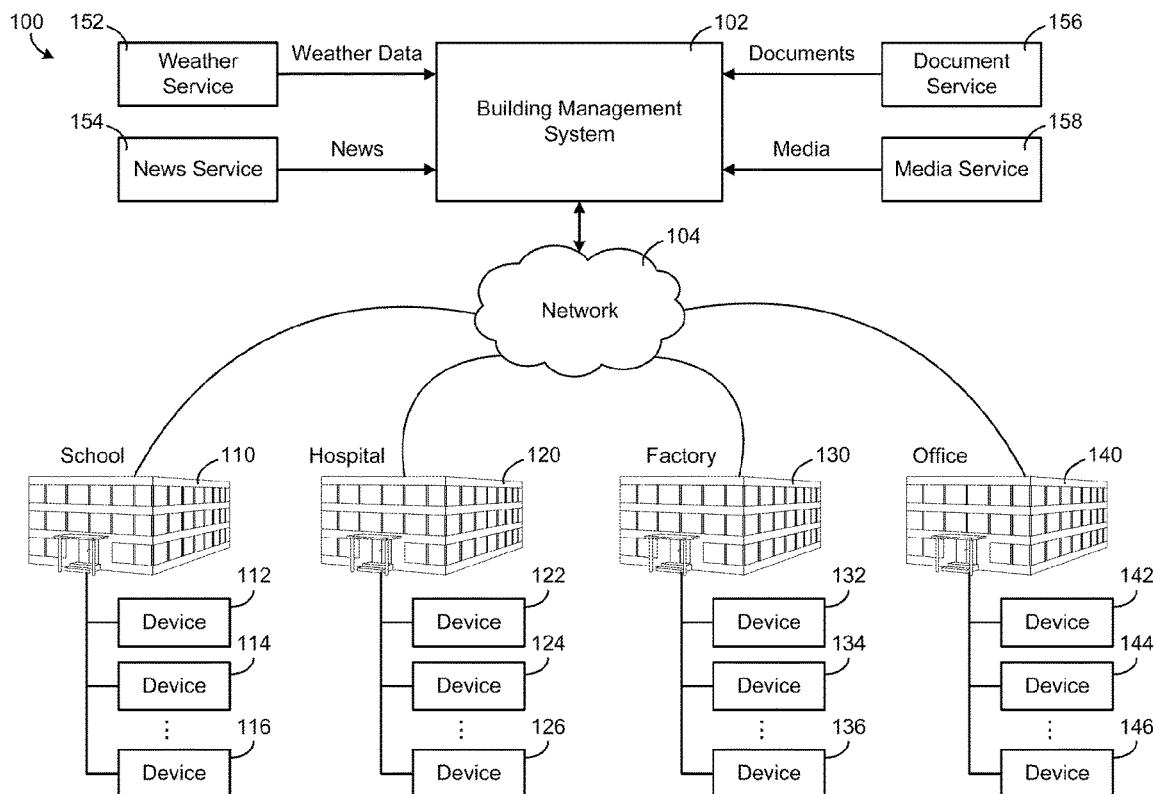 100
152
Weather Service
Weather Data
102
Building Management System
Documents
156
Document Service
154
News Service
News
Media
158
Media Service
104
Network
School
110
Hospital
120
Factory
130
Office
140
Device
112
Device
122
Device
132
Device
142
Device
114
Device
124
Device
134
Device
144
⋮
⋮
⋮
⋮
Device
116
Device
126
Device
136
Device
146